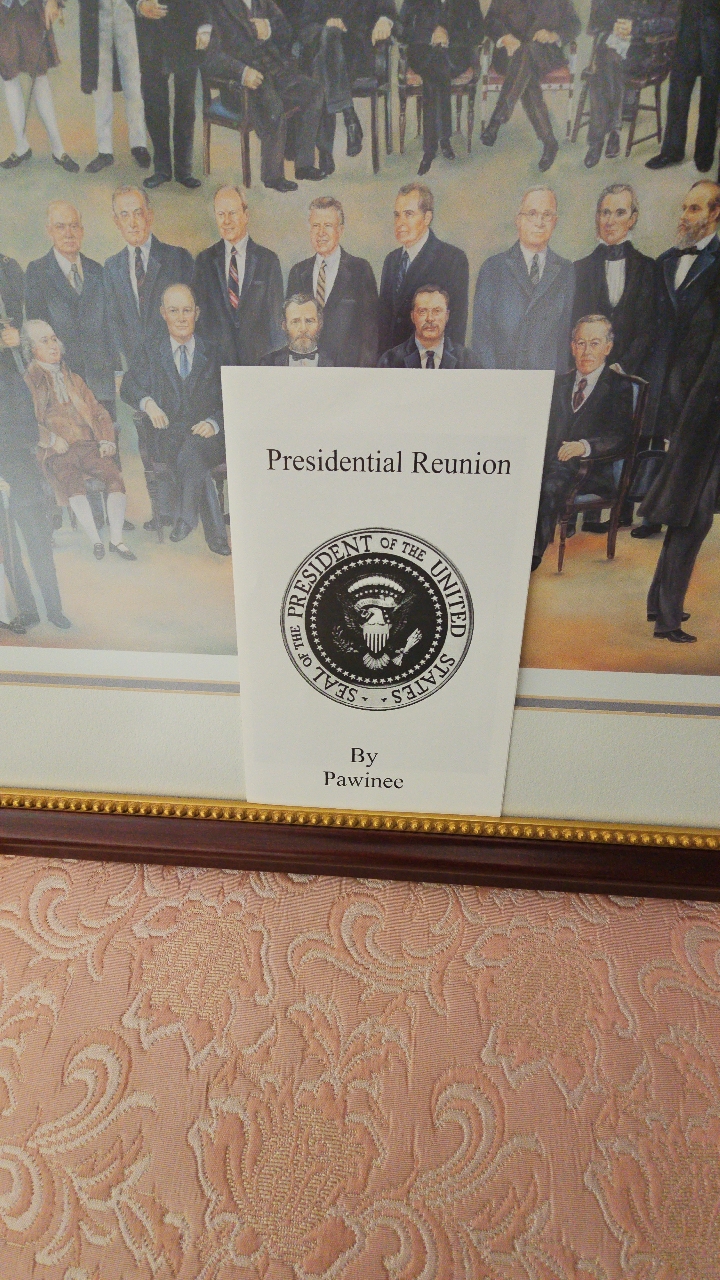 Presidential Reunion
SEAL OF THE PRESIDENT OF THE UNITED STATES
By
Pawinee